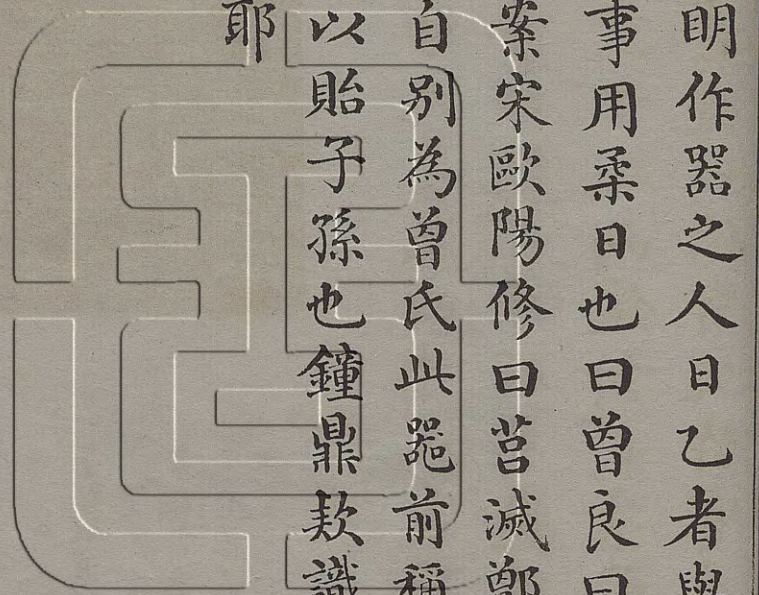 明作器之人日乙者與
事用柔日也曰曾良曰
案宋歐陽修曰莒滅鄫
自别為曾氏此器前稱
以貽子孫也鐘鼎欵識
耶